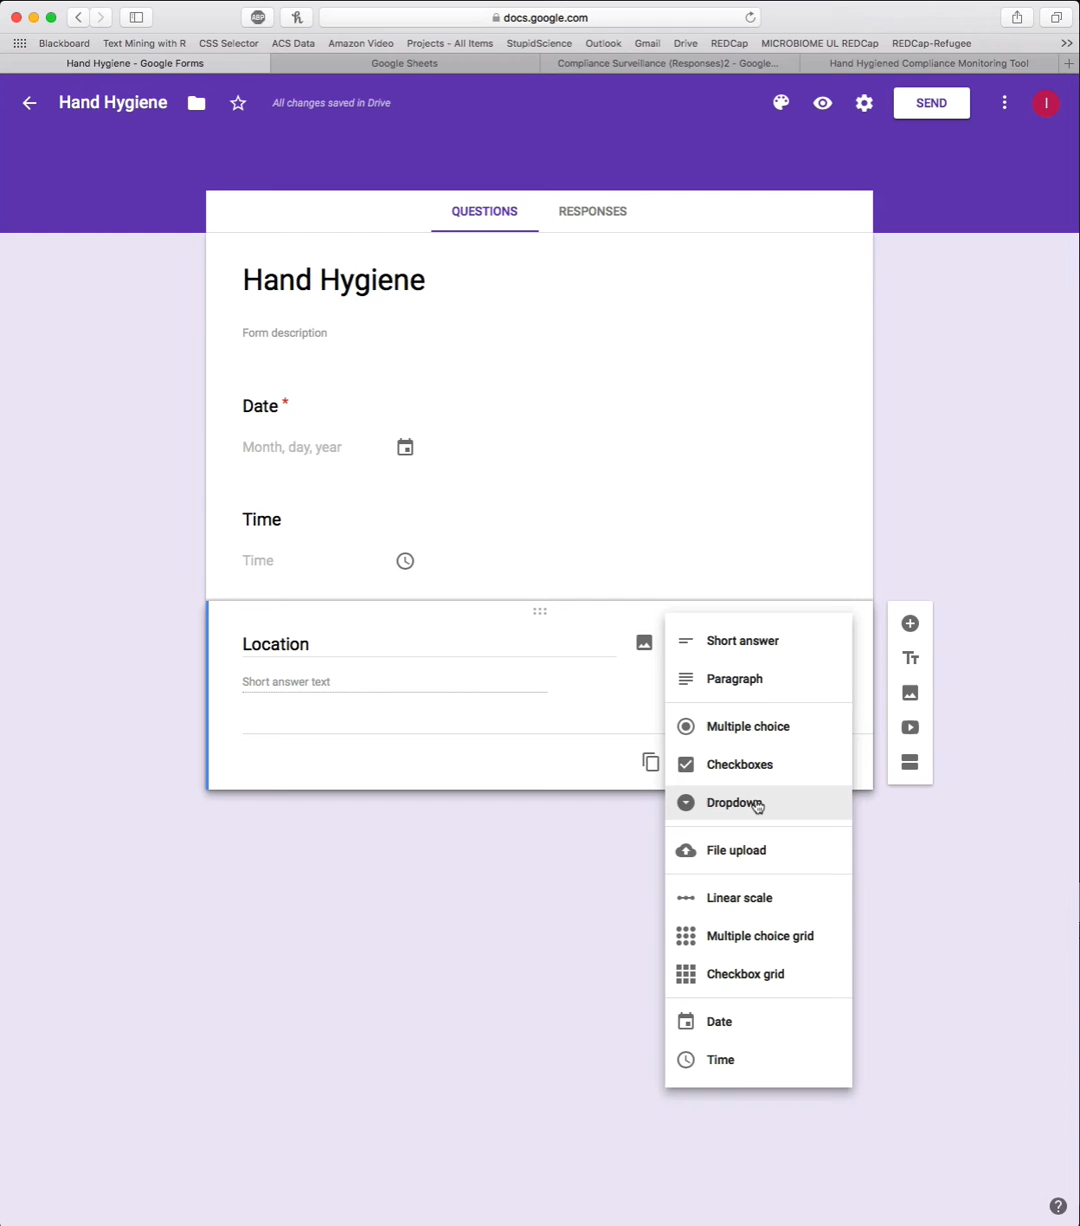 ABP
docs.google.com
Blackboard Text Mining with R CSS Selector ACS Data Amazon Video Projects - All Items StupidScience Outlook Gmail Drive REDCap MICROBIOME UL REDCap REDCap-Refugee >>
Hand Hygiene - Google Forms Google Sheets Compliance Surveillance (Responses)2 - Google... Hand Hygiened Compliance Monitoring Tool
Hand Hygiene All changes saved in Drive SEND I
QUESTIONS RESPONSES
Hand Hygiene
Form description
Date *
Month, day, year
Time
Time
Location
Short answer text
Short answer
Paragraph
Multiple choice
Checkboxes
Dropdown
File upload
Linear scale
Multiple choice grid
Checkbox grid
Date
Time
Tт
?